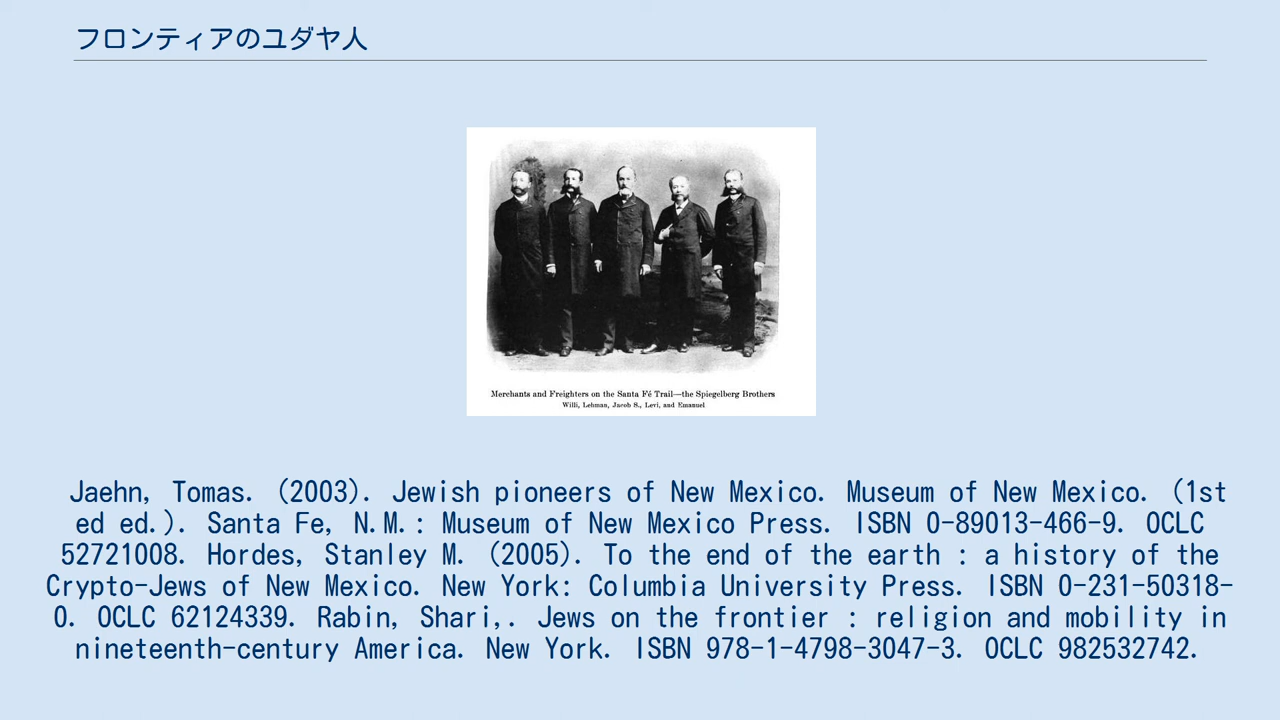 フロンティアのユダヤ人
Merchants and Freighters on the Santa Fé Trail—the Spiegelberg Brothers
Willi, Lehman, Jacob S., Levi, and Emanuel
Jaehn, Tomas. (2003). Jewish pioneers of New Mexico. Museum of New Mexico. (1st
ed ed.). Santa Fe, N.M.: Museum of New Mexico Press. ISBN 0-89013-466-9. OCLC
52721008. Hordes, Stanley M. (2005). To the end of the earth : a history of the
Crypto-Jews of New Mexico. New York: Columbia University Press. ISBN 0-231-50318-
0. OCLC 62124339. Rabin, Shari,. Jews on the frontier : religion and mobility in
nineteenth-century America. New York. ISBN 978-1-4798-3047-3. OCLC 982532742.